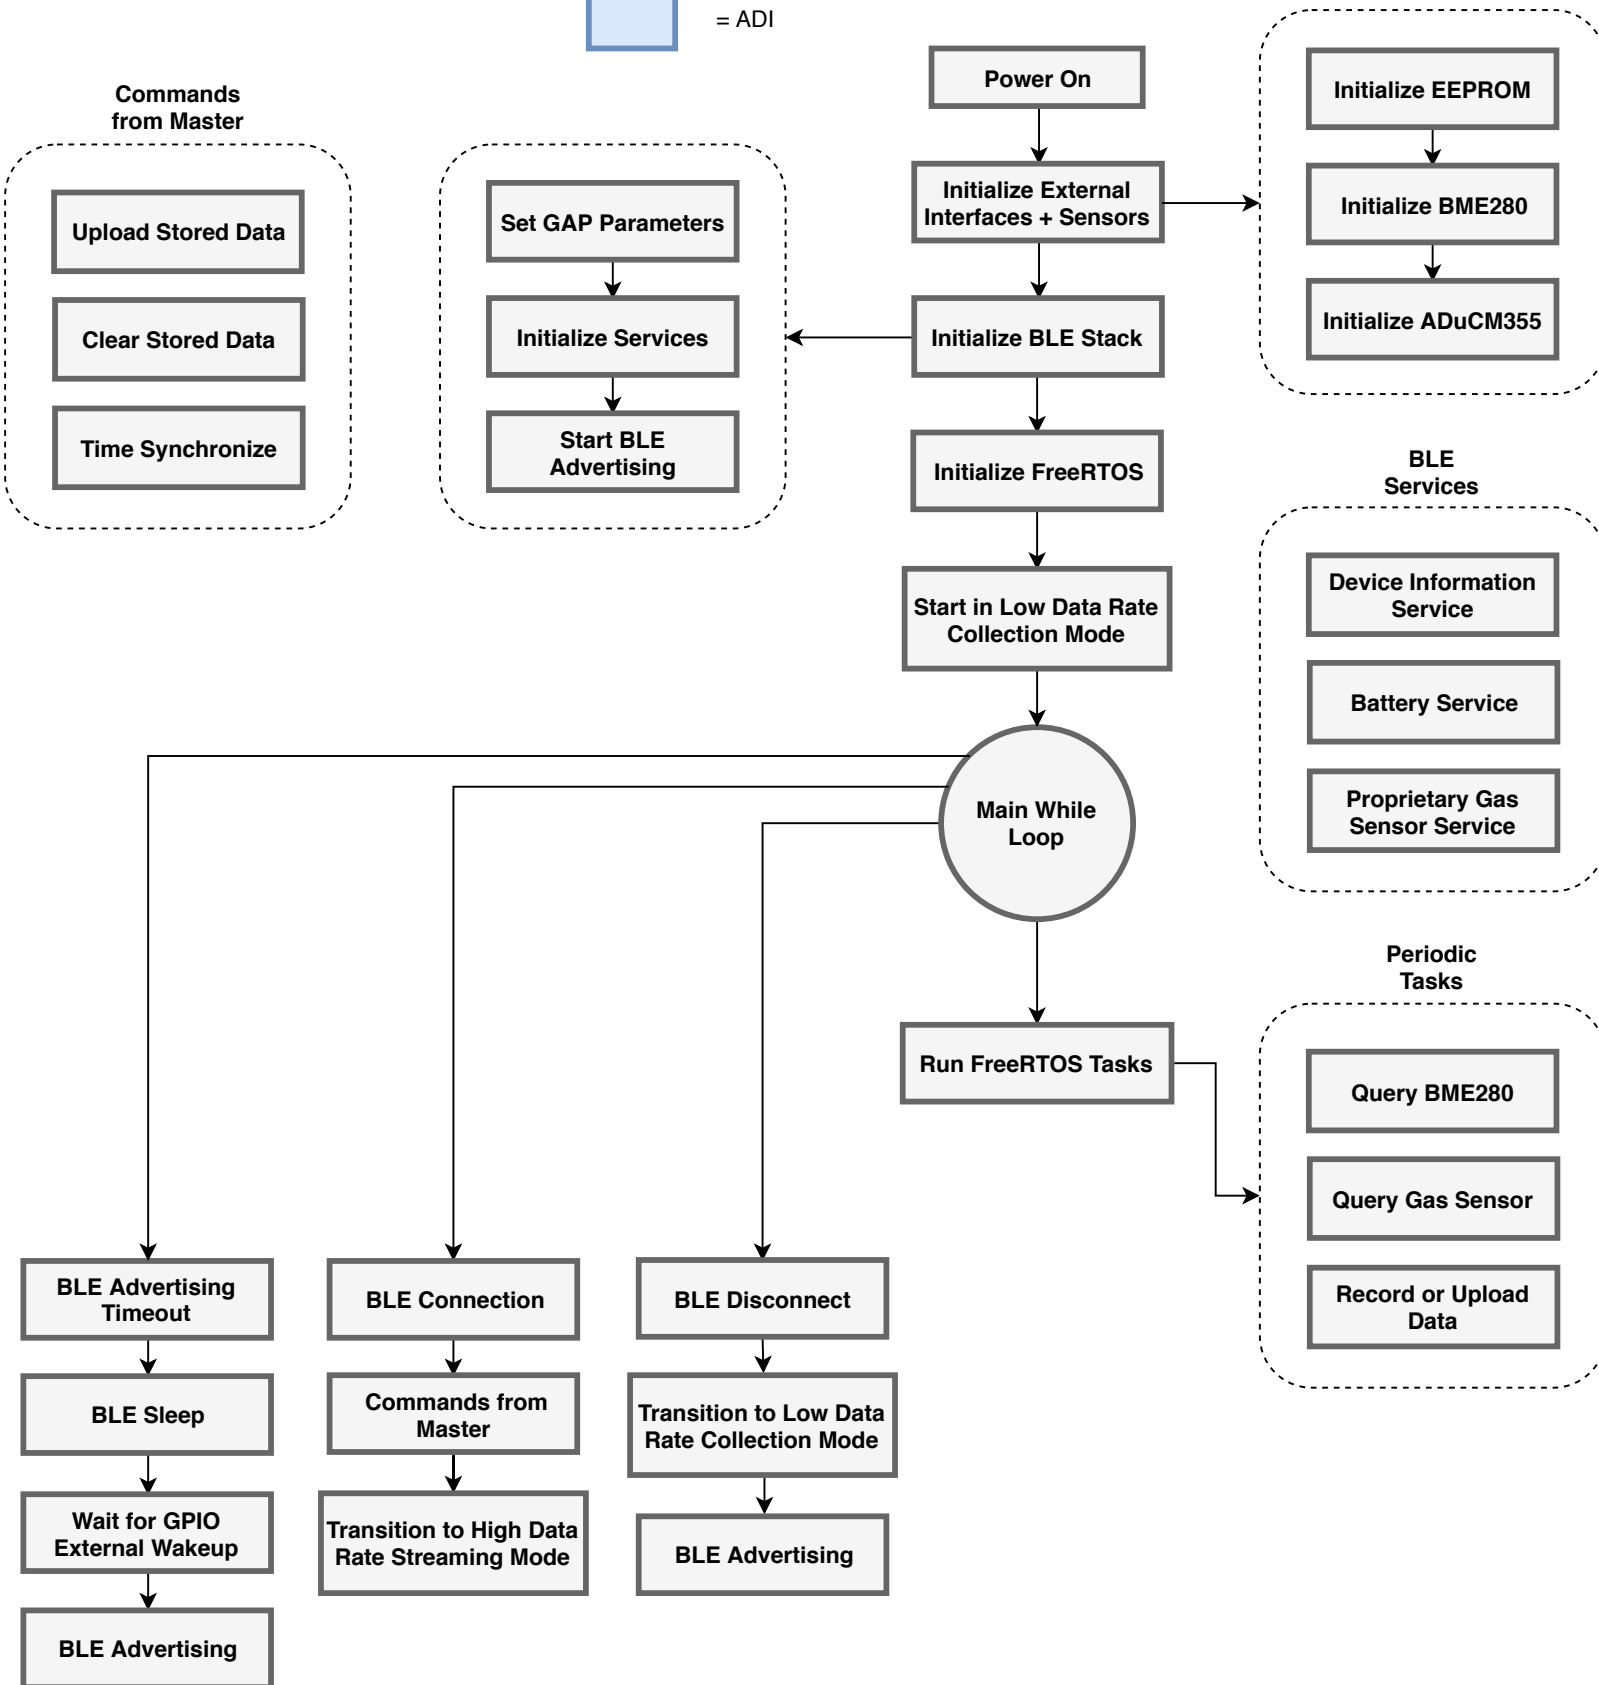 = ADI
Power On
Initialize External
Interfaces + Sensors
Initialize BLE Stack
Initialize FreeRTOS
Start in Low Data Rate
Collection Mode
Main While
Loop
Run FreeRTOS Tasks
Initialize EEPROM
Initialize BME280
Initialize ADuCM355
Commands
from Master
Upload Stored Data
Clear Stored Data
Time Synchronize
Set GAP Parameters
Initialize Services
Start BLE
Advertising
BLE
Services
Device Information
Service
Battery Service
Proprietary Gas
Sensor Service
Periodic
Tasks
Query BME280
Query Gas Sensor
Record or Upload
Data
BLE Advertising
Timeout
BLE Sleep
Wait for GPIO
External Wakeup
BLE Advertising
BLE Connection
Commands from
Master
Transition to High Data
Rate Streaming Mode
BLE Disconnect
Transition to Low Data
Rate Collection Mode
BLE Advertising